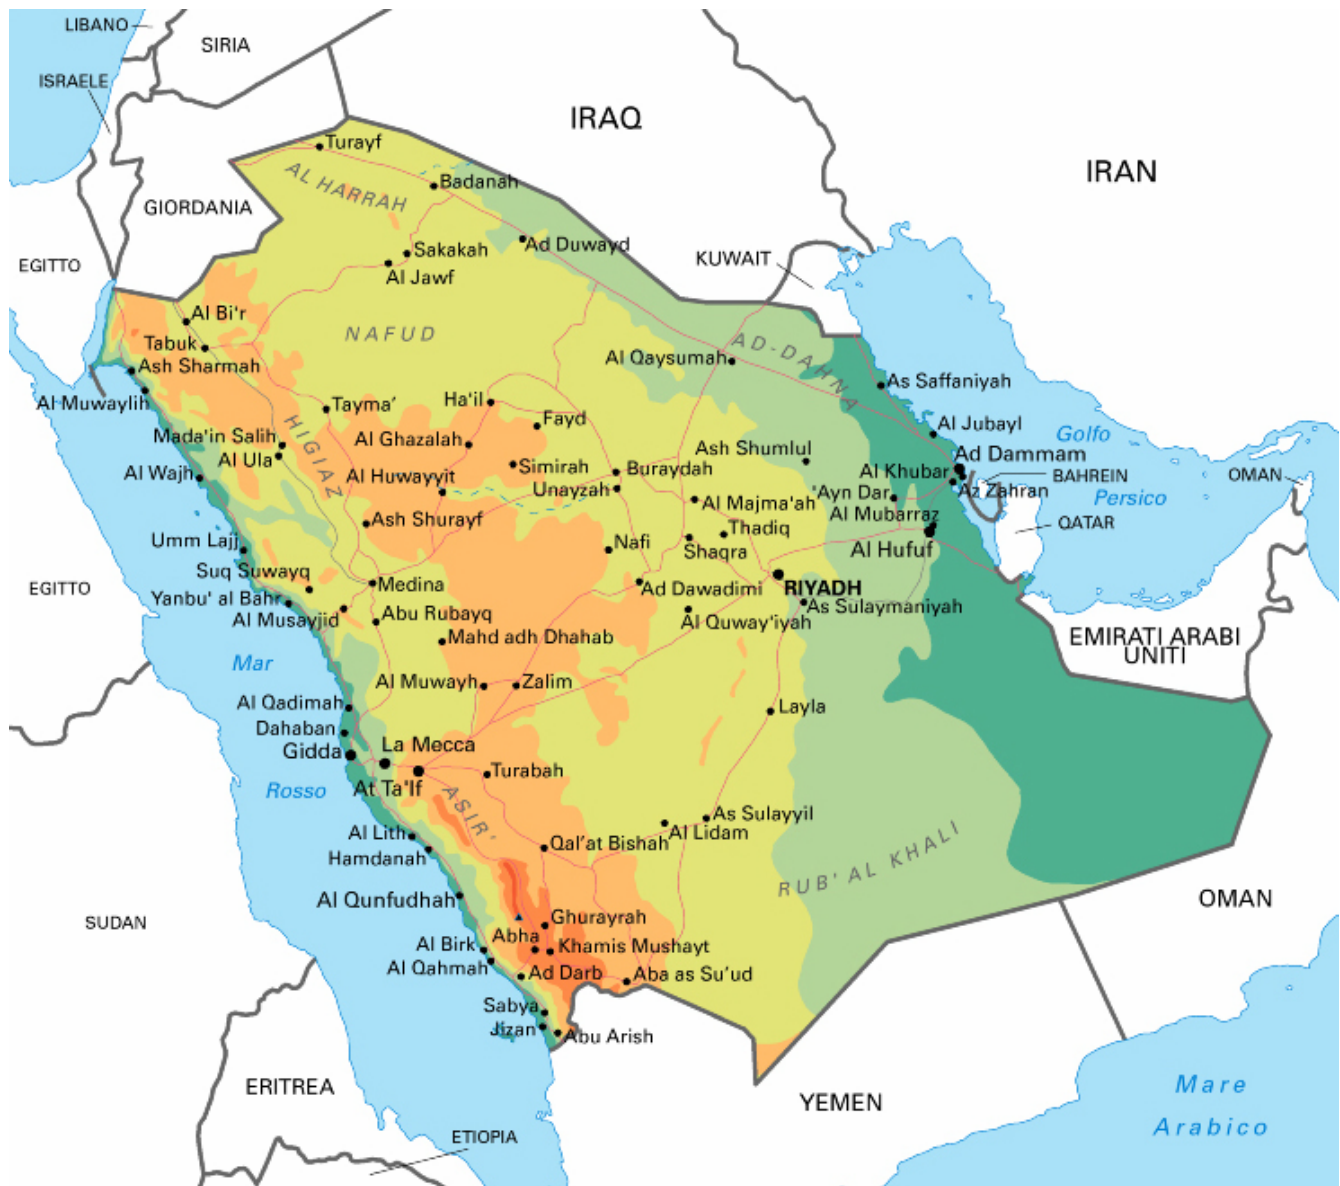 LIBANO
SIRIA
ISRAELE
IRAQ
IRAN
Turayf
AL HARRAH
Badanah
GIORDANIA
EGITTO
Sakakah
Ad Duwayd
Al Jawf
KUWAIT
Al Bi'r
NAFUD
Tabuk
AD-DAHNA
Ash Sharmah
Al Qaysumah
As Saffaniyah
Al Muwaylih
Tayma’
Ha'il
Fayd
Al Jubayl
Golfo
Persico
HIGIAZ
Mada'in Salih
Al Ghazalah
Ash Shumlul
Ad Dammam
Al Ula
Al Wajh
Al Huwayyit
Simirah
Buraydah
Al Khubar
BAHREIN
OMAN
Unayzah
Al Majma'ah
'Ayn Dar
Az Zahran
Ash Shurayf
Thadiq
Al Mubarraz
QATAR
Umm Lajj
Nafi
Shaqra
Al Hufuf
Suq Suwayq
Medina
Ad Dawadimi
RIYADH
EGITTO
Yanbu' al Bahr
As Sulaymaniyah
Al Musayjid
Abu Rubayq
Al Quway'iyah
Mahd adh Dhahab
EMIRATI ARABI
UNITI
Mar
Rosso
Al Muwayh
Zalim
Al Qadimah
Layla
Dahaban
Gidda
La Mecca
Turabah
At Ta'If
ASIR’
As Sulayyil
Al Lith
Al Lidam
Qal’at Bishah
Hamdanah
RUB' AL KHALI
Al Qunfudhah
OMAN
SUDAN
Ghurayrah
Abha
Al Birk
Khamis Mushayt
Al Qahmah
Ad Darb
Aba as Su’ud
Sabya
Jizan
Abu Arish
ERITREA
YEMEN
Mare
Arabico
ETIOPIA